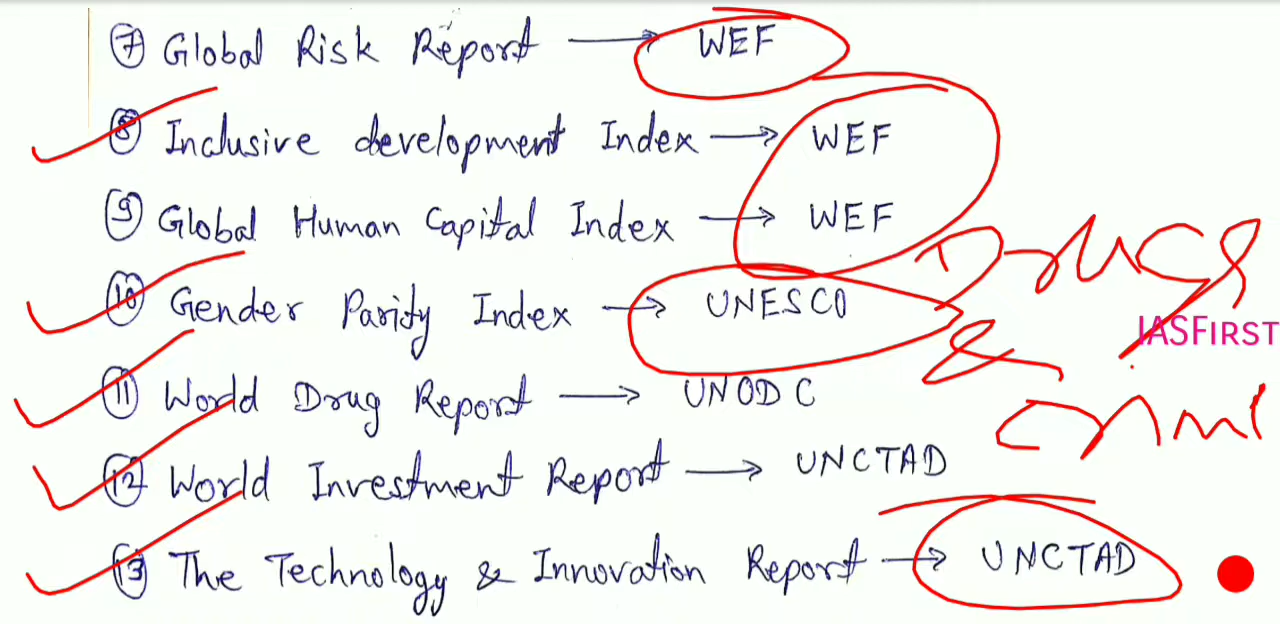 ⑦ Global Risk Report → WEF
⑧ Inclusive development Index → WEF
⑨ Global Human Capital Index → WEF
⑩ Gender Parity Index → UNESCO
⑪ World Drug Report → UNODC
⑫ World Investment Report → UNCTAD
⑬ The Technology & Innovation Report → UNCTAD
Drugs
&
crime
IASFIRST